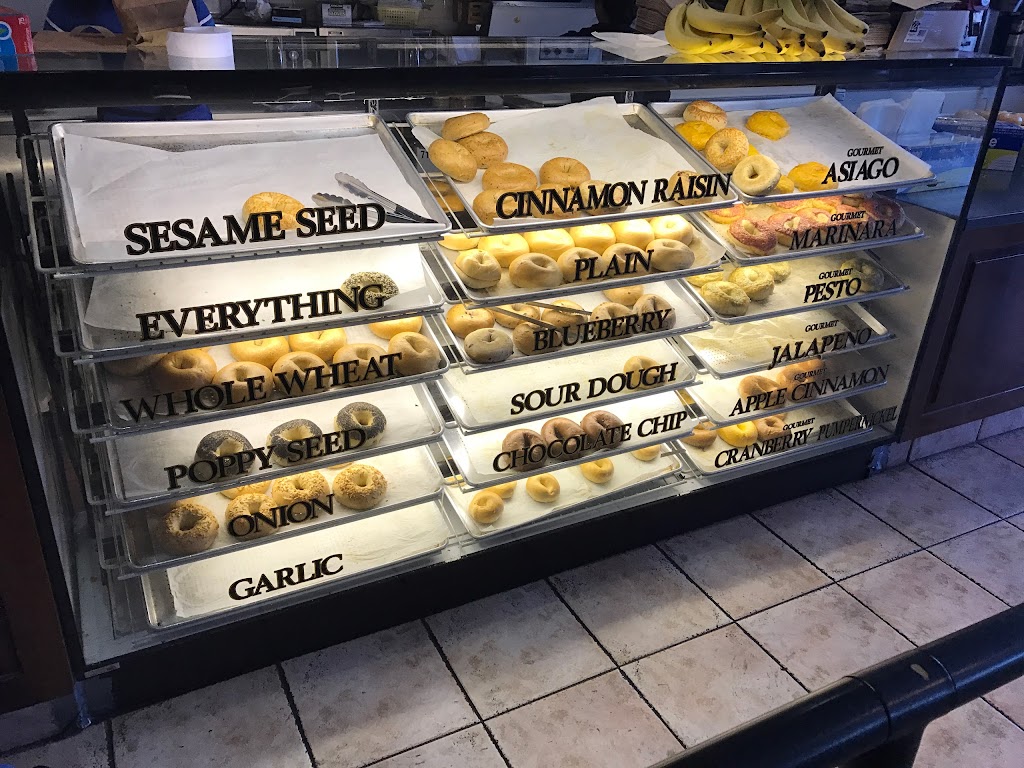 SESAME SEED
EVERYTHING
WHOLE WHEAT
POPPY SEED
ONION
GARLIC
CINNAMON RAISIN
PLAIN
BLUEBERRY
SOUR DOUGH
CHOCOLATE CHIP
GOURMET
ASIAGO
GOURMET
MARINARA
GOURMET
PESTO
GOURMET
JALAPENO
GOURMET
APPLE CINNAMON
GOURMET
CRANBERRY PUMPERNICKEL